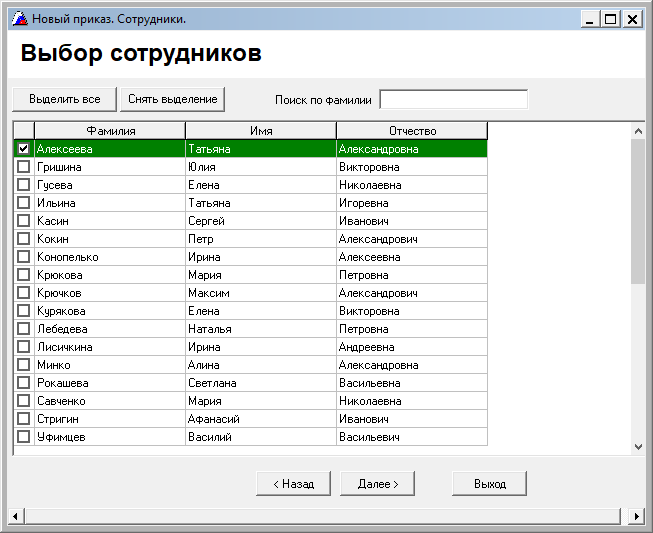 Новый приказ. Сотрудники.
Выбор сотрудников
Выделить все Снять выделение Поиск по фамилии
Фамилия Имя Отчество
Алексеева Татьяна Александровна
Гришина Юлия Викторовна
Гусева Елена Николаевна
Ильина Татьяна Игоревна
Касин Сергей Иванович
Кокин Петр Александрович
Конопелько Ирина Алексеевна
Крюкова Мария Петровна
Крючков Максим Александрович
Курякова Елена Викторовна
Лебедева Наталья Петровна
Лисичкина Ирина Андреевна
Минко Алина Александровна
Рокашева Светлана Васильевна
Савченко Мария Николаевна
Стригин Афанасий Иванович
Уфимцев Василий Васильевич
< Назад Далее > Выход